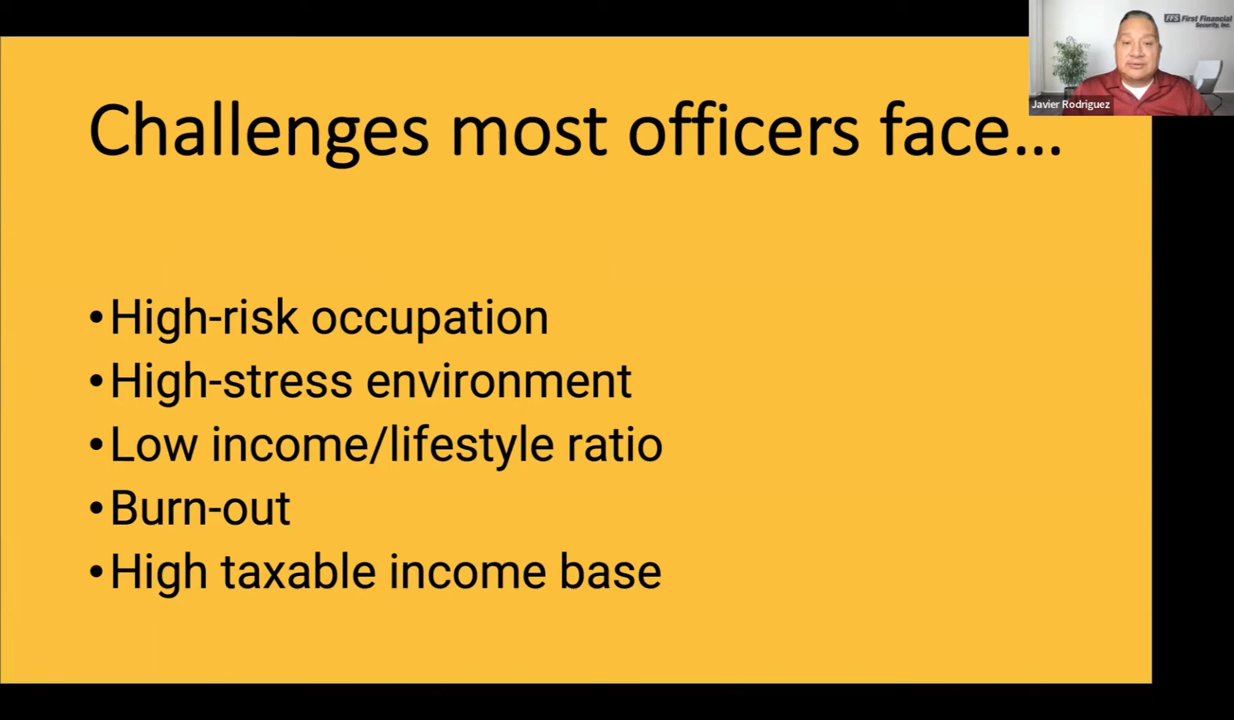 FFS First Financial
Security, Inc.
Javier Rodriguez
Challenges most officers face...
•High-risk occupation
•High-stress environment
•Low income/lifestyle ratio
•Burn-out
•High taxable income base